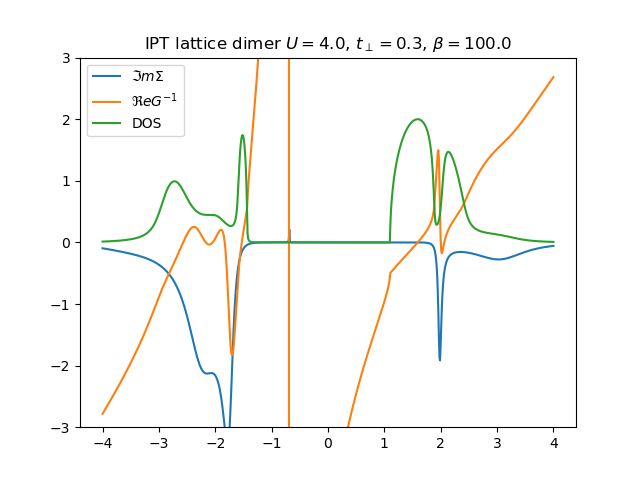 IPT lattice dimer U = 4.0, t⊥ = 0.3, β = 100.0
ℑmΣ
ℜeG⁻¹
DOS
3
2
1
0
−1
−2
−3
−4 −3 −2 −1 0 1 2 3 4